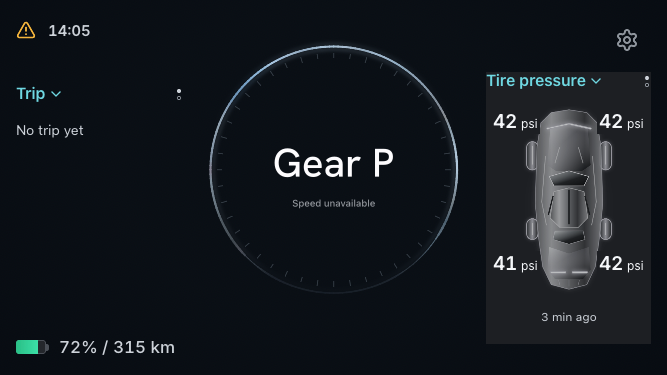 14:05
Trip
No trip yet
Gear P
Speed unavailable
Tire pressure
42 psi 42 psi
41 psi 42 psi
3 min ago
72% / 315 km